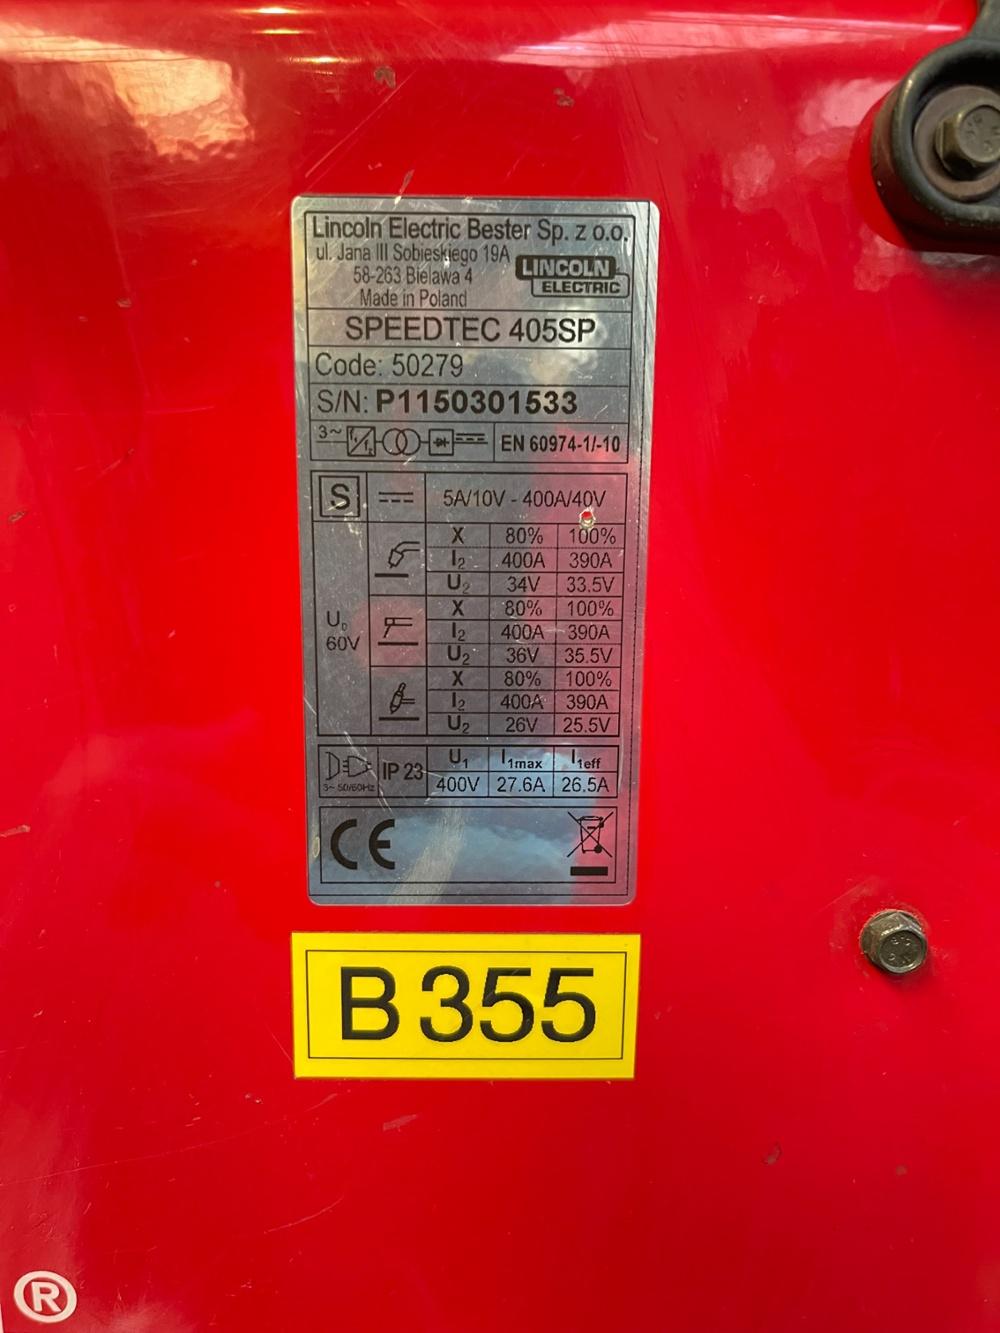 Lincoln Electric Bester Sp. z o.o.
ul. Jana III Sobieskiego 19A
58-263 Bielawa 4
Made in Poland
LINCOLN
ELECTRIC
SPEEDTEC 405SP
Code: 50279
S/N: P1150301533
3~ f1/f2 EN 60974-1/-10
S 5A/10V - 400A/40V
X 80% 100%
I2 400A 390A
U2 34V 33.5V
U0 60V
X 80% 100%
I2 400A 390A
U2 36V 35.5V
X 80% 100%
I2 400A 390A
U2 26V 25.5V
3~ 50/60Hz
IP 23
U1 I1max I1eff
400V 27.6A 26.5A
CE
B 355
®